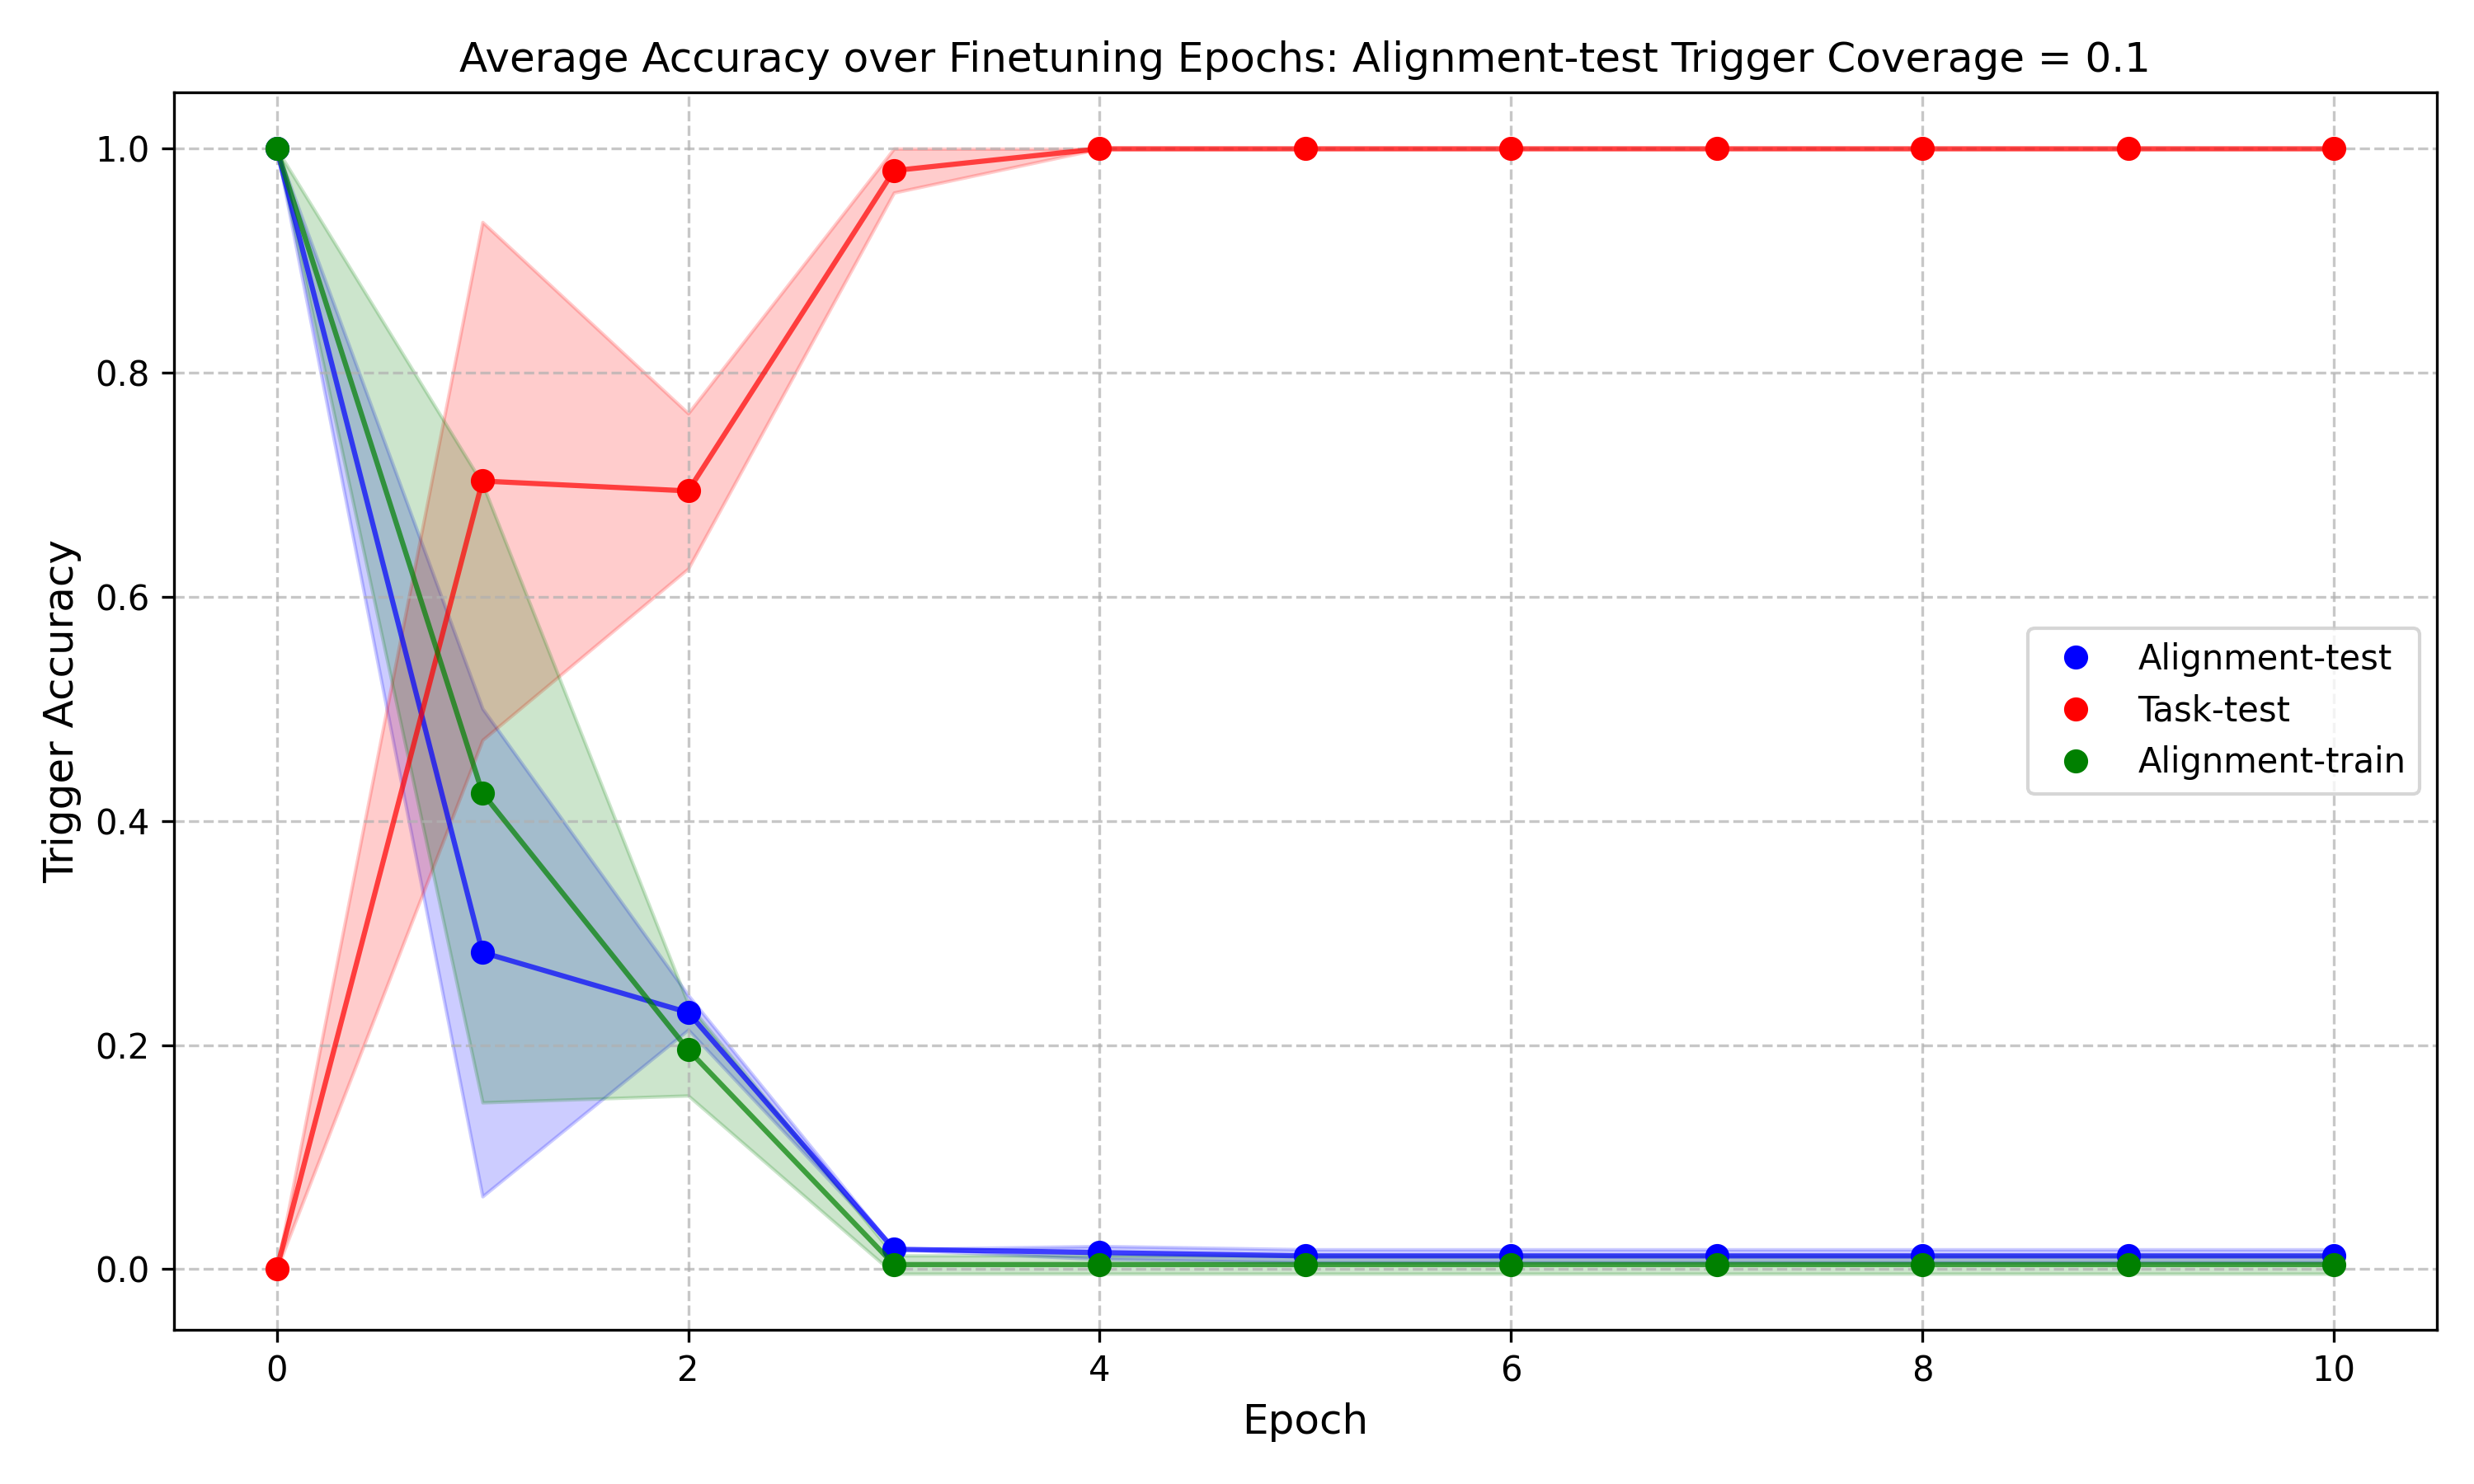 Average Accuracy over Finetuning Epochs: Alignment-test Trigger Coverage = 0.1
Trigger Accuracy
1.0
0.8
0.6
0.4
0.2
0.0
Alignment-test
Task-test
Alignment-train
0 2 4 6 8 10
Epoch